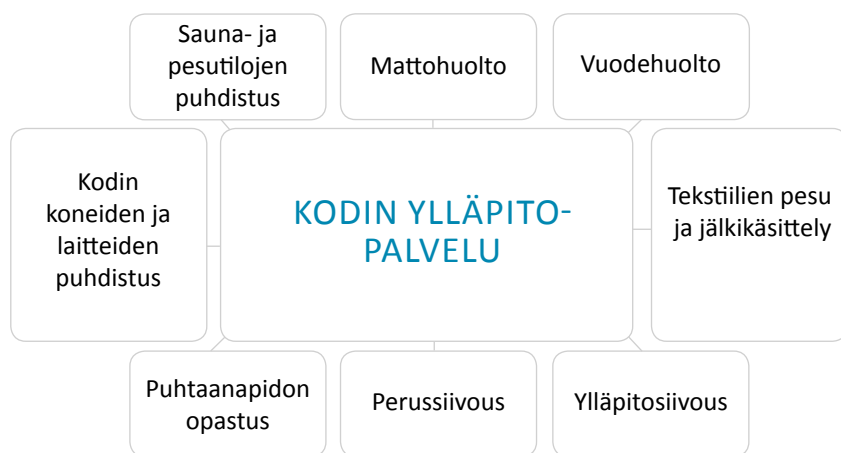 Sauna- ja
pesutilojen
puhdistus
Mattohuolto
Vuodehuolto
Kodin
koneiden ja
laitteiden
puhdistus
KODIN YLLÄPITO-
PALVELU
Tekstiilien pesu
ja jälkikäsittely
Puhtaanapidon
opastus
Perussiivous
Ylläpitosiivous